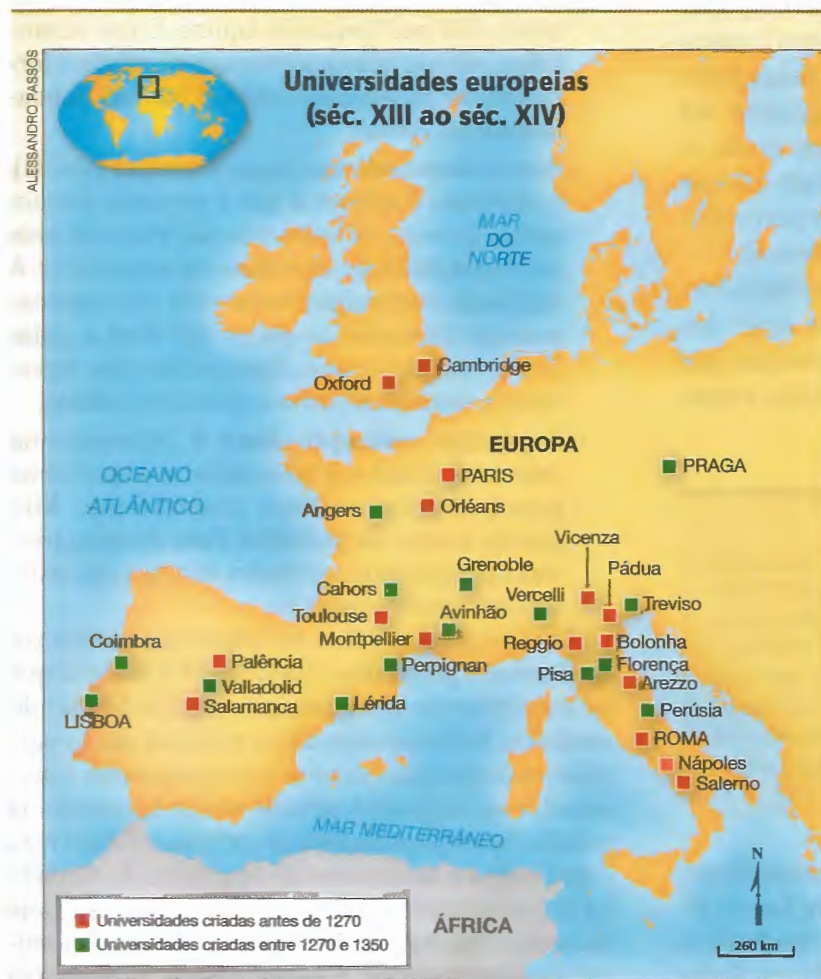 ALESSANDRO PASSOS
Universidades europeias
(séc. XIII ao séc. XIV)
MAR
DO
NORTE
Cambridge
Oxford
EUROPA
OCEANO
ATLÂNTICO
PARIS
PRAGA
Angers
Orléans
Vicenza
Grenoble
Pádua
Cahors
Vercelli
Treviso
Toulouse
Avinhão
Montpellier
Reggio
Bolonha
Coimbra
Palência
Perpignan
Pisa
Florença
Valladolid
Arezzo
Salamanca
Lérida
LISBOA
Perúsia
ROMA
Nápoles
Salerno
MAR MEDITERRÂNEO
N
Universidades criadas antes de 1270
Universidades criadas entre 1270 e 1350
ÁFRICA
260 km